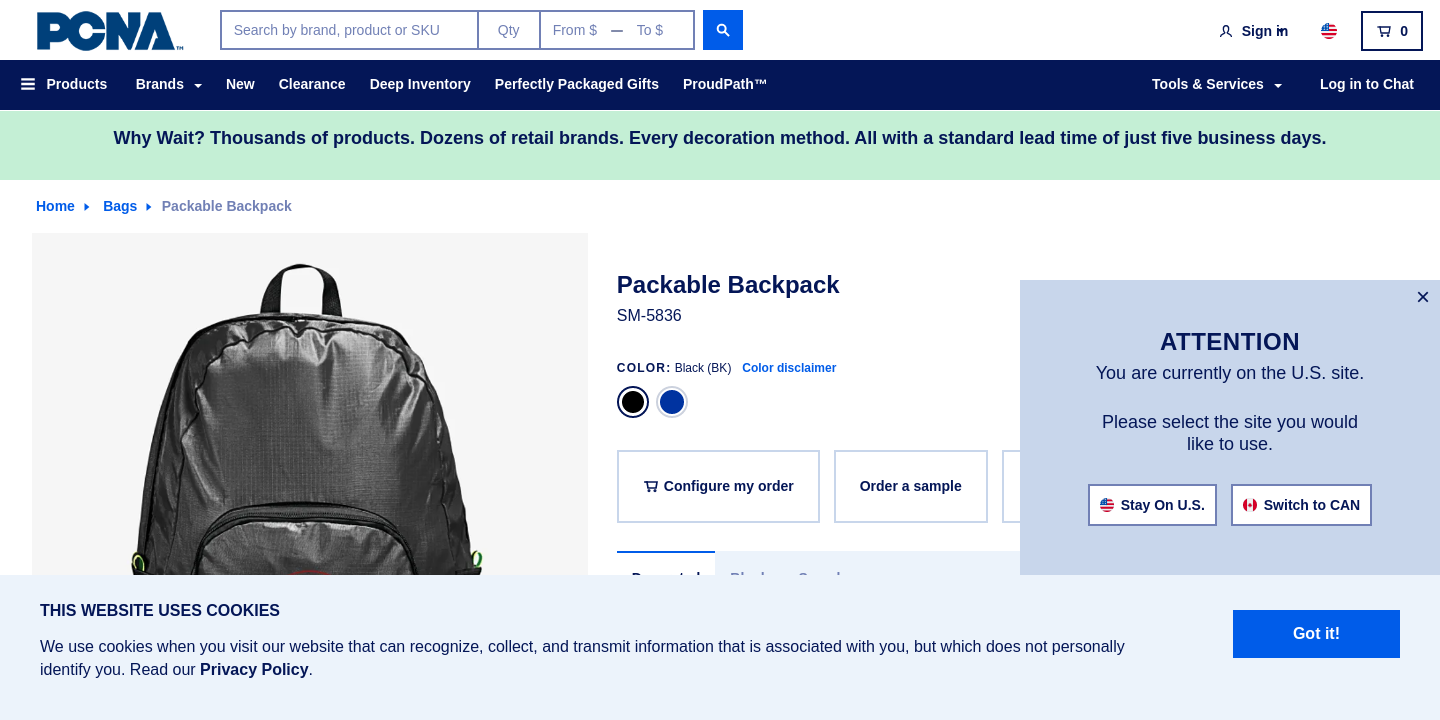 PCNA™
Search by brand, product or SKU
Qty
From $ — To $
Sign in
0
Products
Brands
New
Clearance
Deep Inventory
Perfectly Packaged Gifts
ProudPath™
Tools & Services
Log in to Chat
Why Wait? Thousands of products. Dozens of retail brands. Every decoration method. All with a standard lead time of just five business days.
Home
Bags
Packable Backpack
Packable Backpack
SM-5836
COLOR: Black (BK) Color disclaimer
Configure my order
Order a sample
×
ATTENTION
You are currently on the U.S. site.
Please select the site you would
like to use.
Stay On U.S.
Switch to CAN
THIS WEBSITE USES COOKIES
We use cookies when you visit our website that can recognize, collect, and transmit information that is associated with you, but which does not personally
identify you. Read our Privacy Policy.
Got it!